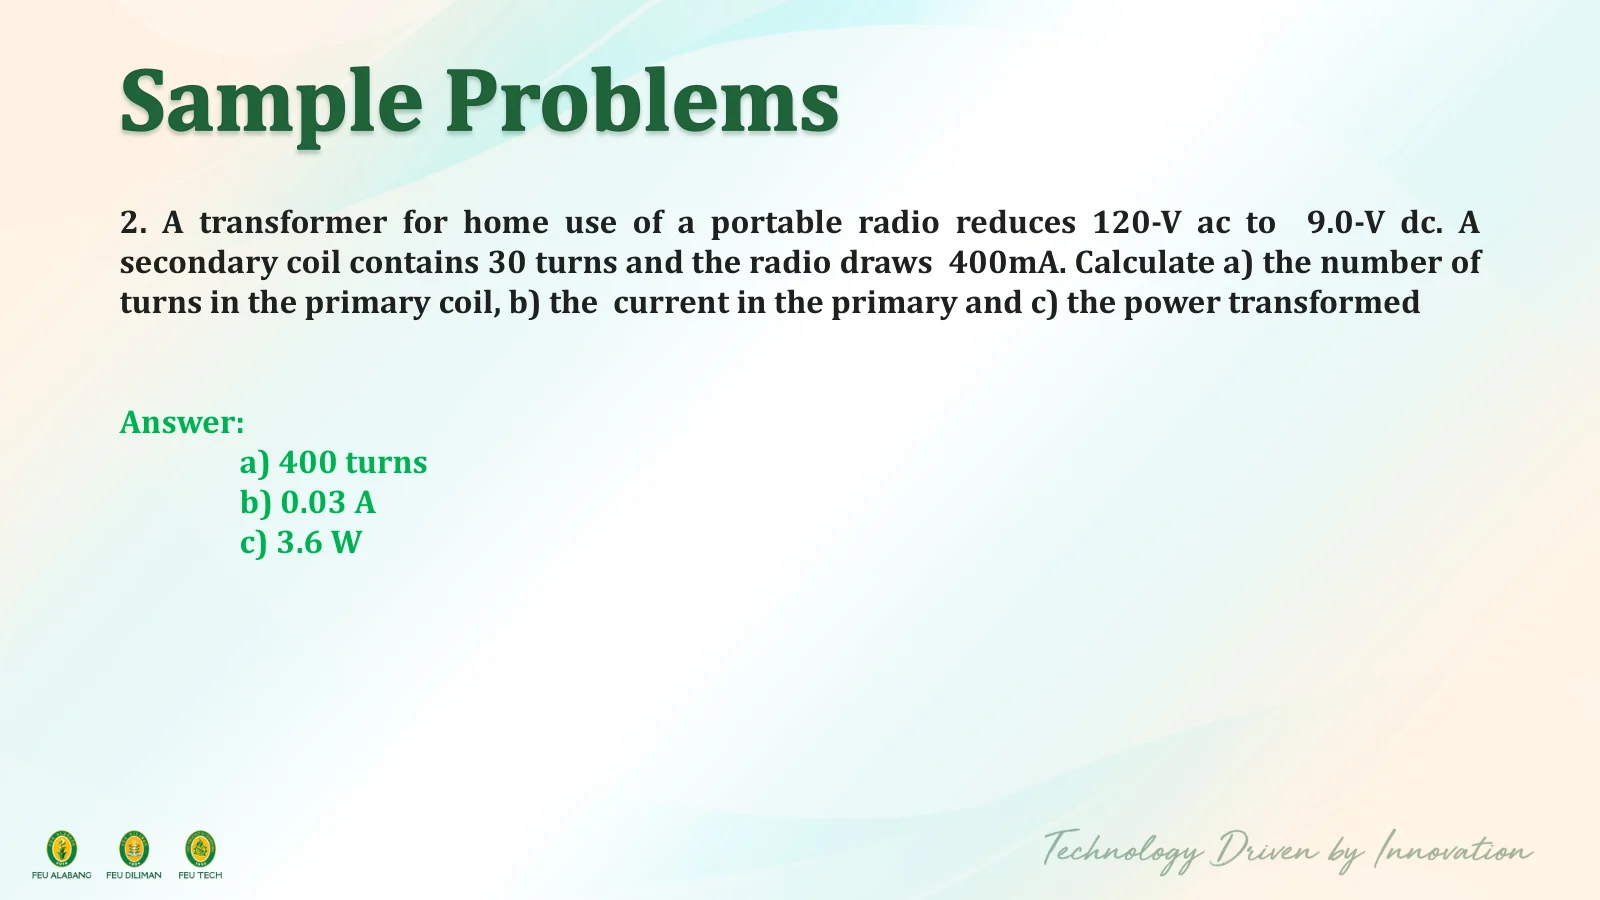 Sample Problems
2. A transformer for home use of a portable radio reduces 120-V ac to 9.0-V dc. A
secondary coil contains 30 turns and the radio draws 400mA. Calculate a) the number of
turns in the primary coil, b) the current in the primary and c) the power transformed
Answer:
a) 400 turns
b) 0.03 A
c) 3.6 W
FEU ALABANG FEU DILIMAN FEU TECH
Technology Driven by Innovation